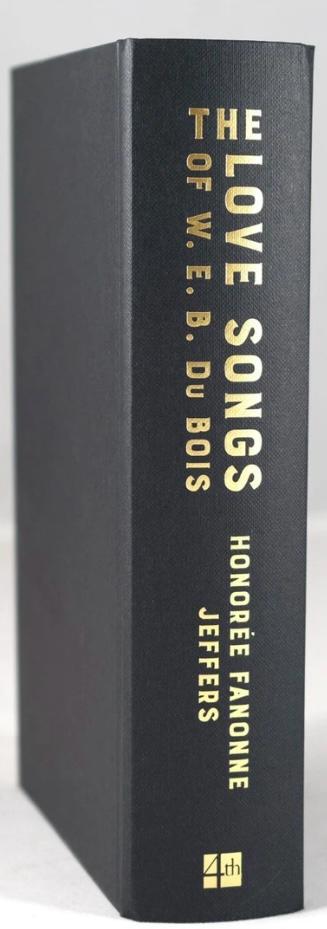 THE
LOVE SONGS
OF W. E. B. DU BOIS
HONORÉE FANONNE
JEFFERS
4th